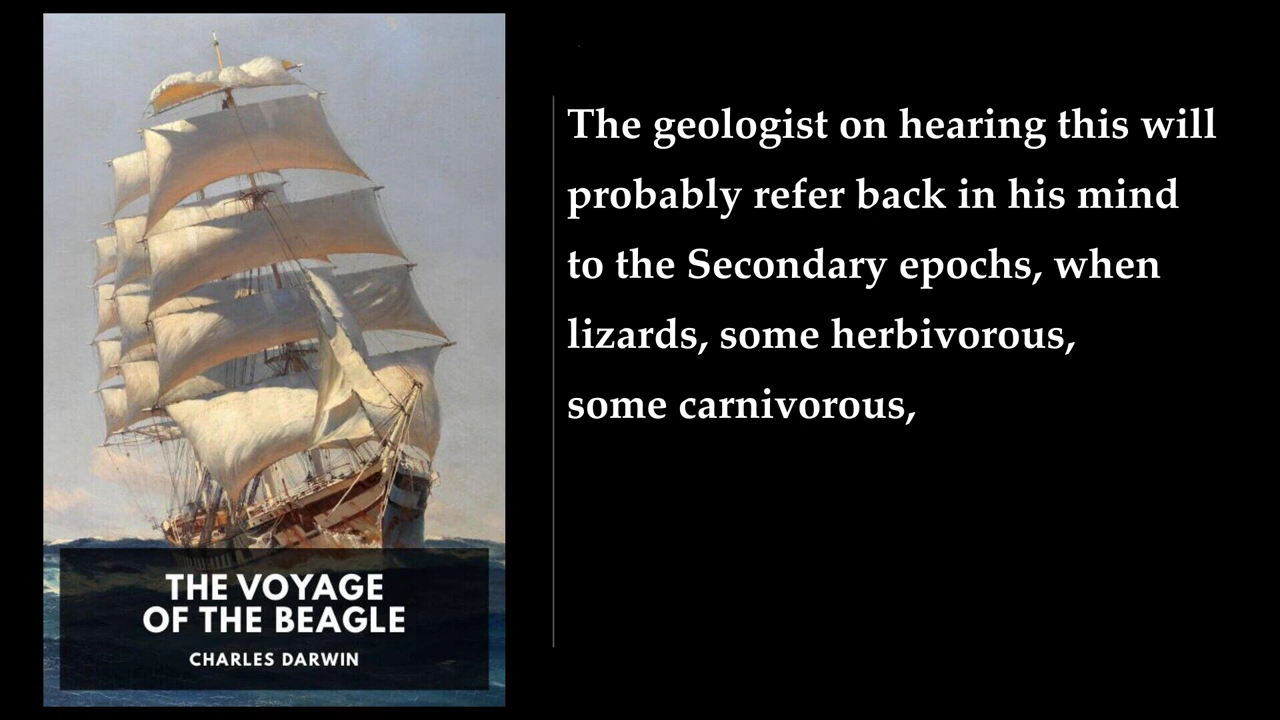 The geologist on hearing this will
probably refer back in his mind
to the Secondary epochs, when
lizards, some herbivorous,
some carnivorous,
THE VOYAGE
OF THE BEAGLE
CHARLES DARWIN